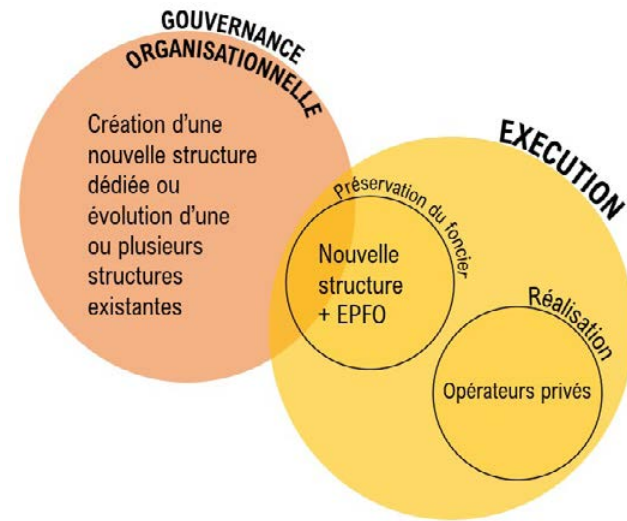 GOUVERNANCE
ORGANISATIONNELLE
Création d'une
nouvelle structure
dédiée ou
évolution d'une
ou plusieurs
structures
existantes
EXECUTION
Préservation du foncier
Nouvelle
structure
+ EPFO
Réalisation
Opérateurs privés